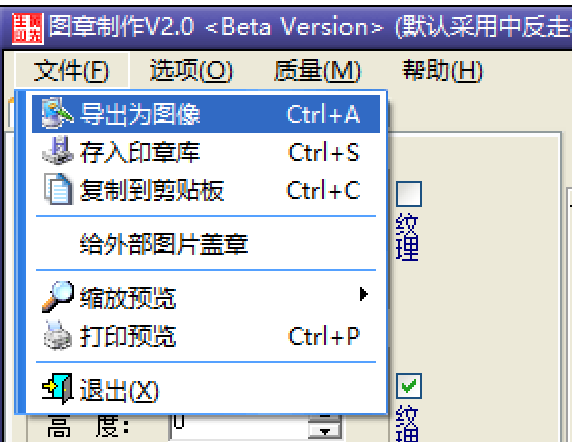 图章制作V2.0 <Beta Version> (默认采用中反走
文件(F) 选项(O) 质量(M) 帮助(H)
导出为图像 Ctrl+A
存入印章库 Ctrl+S
复制到剪贴板 Ctrl+C
纹理
给外部图片盖章
缩放预览
打印预览 Ctrl+P
退出(X)
高 度: 0
纹理